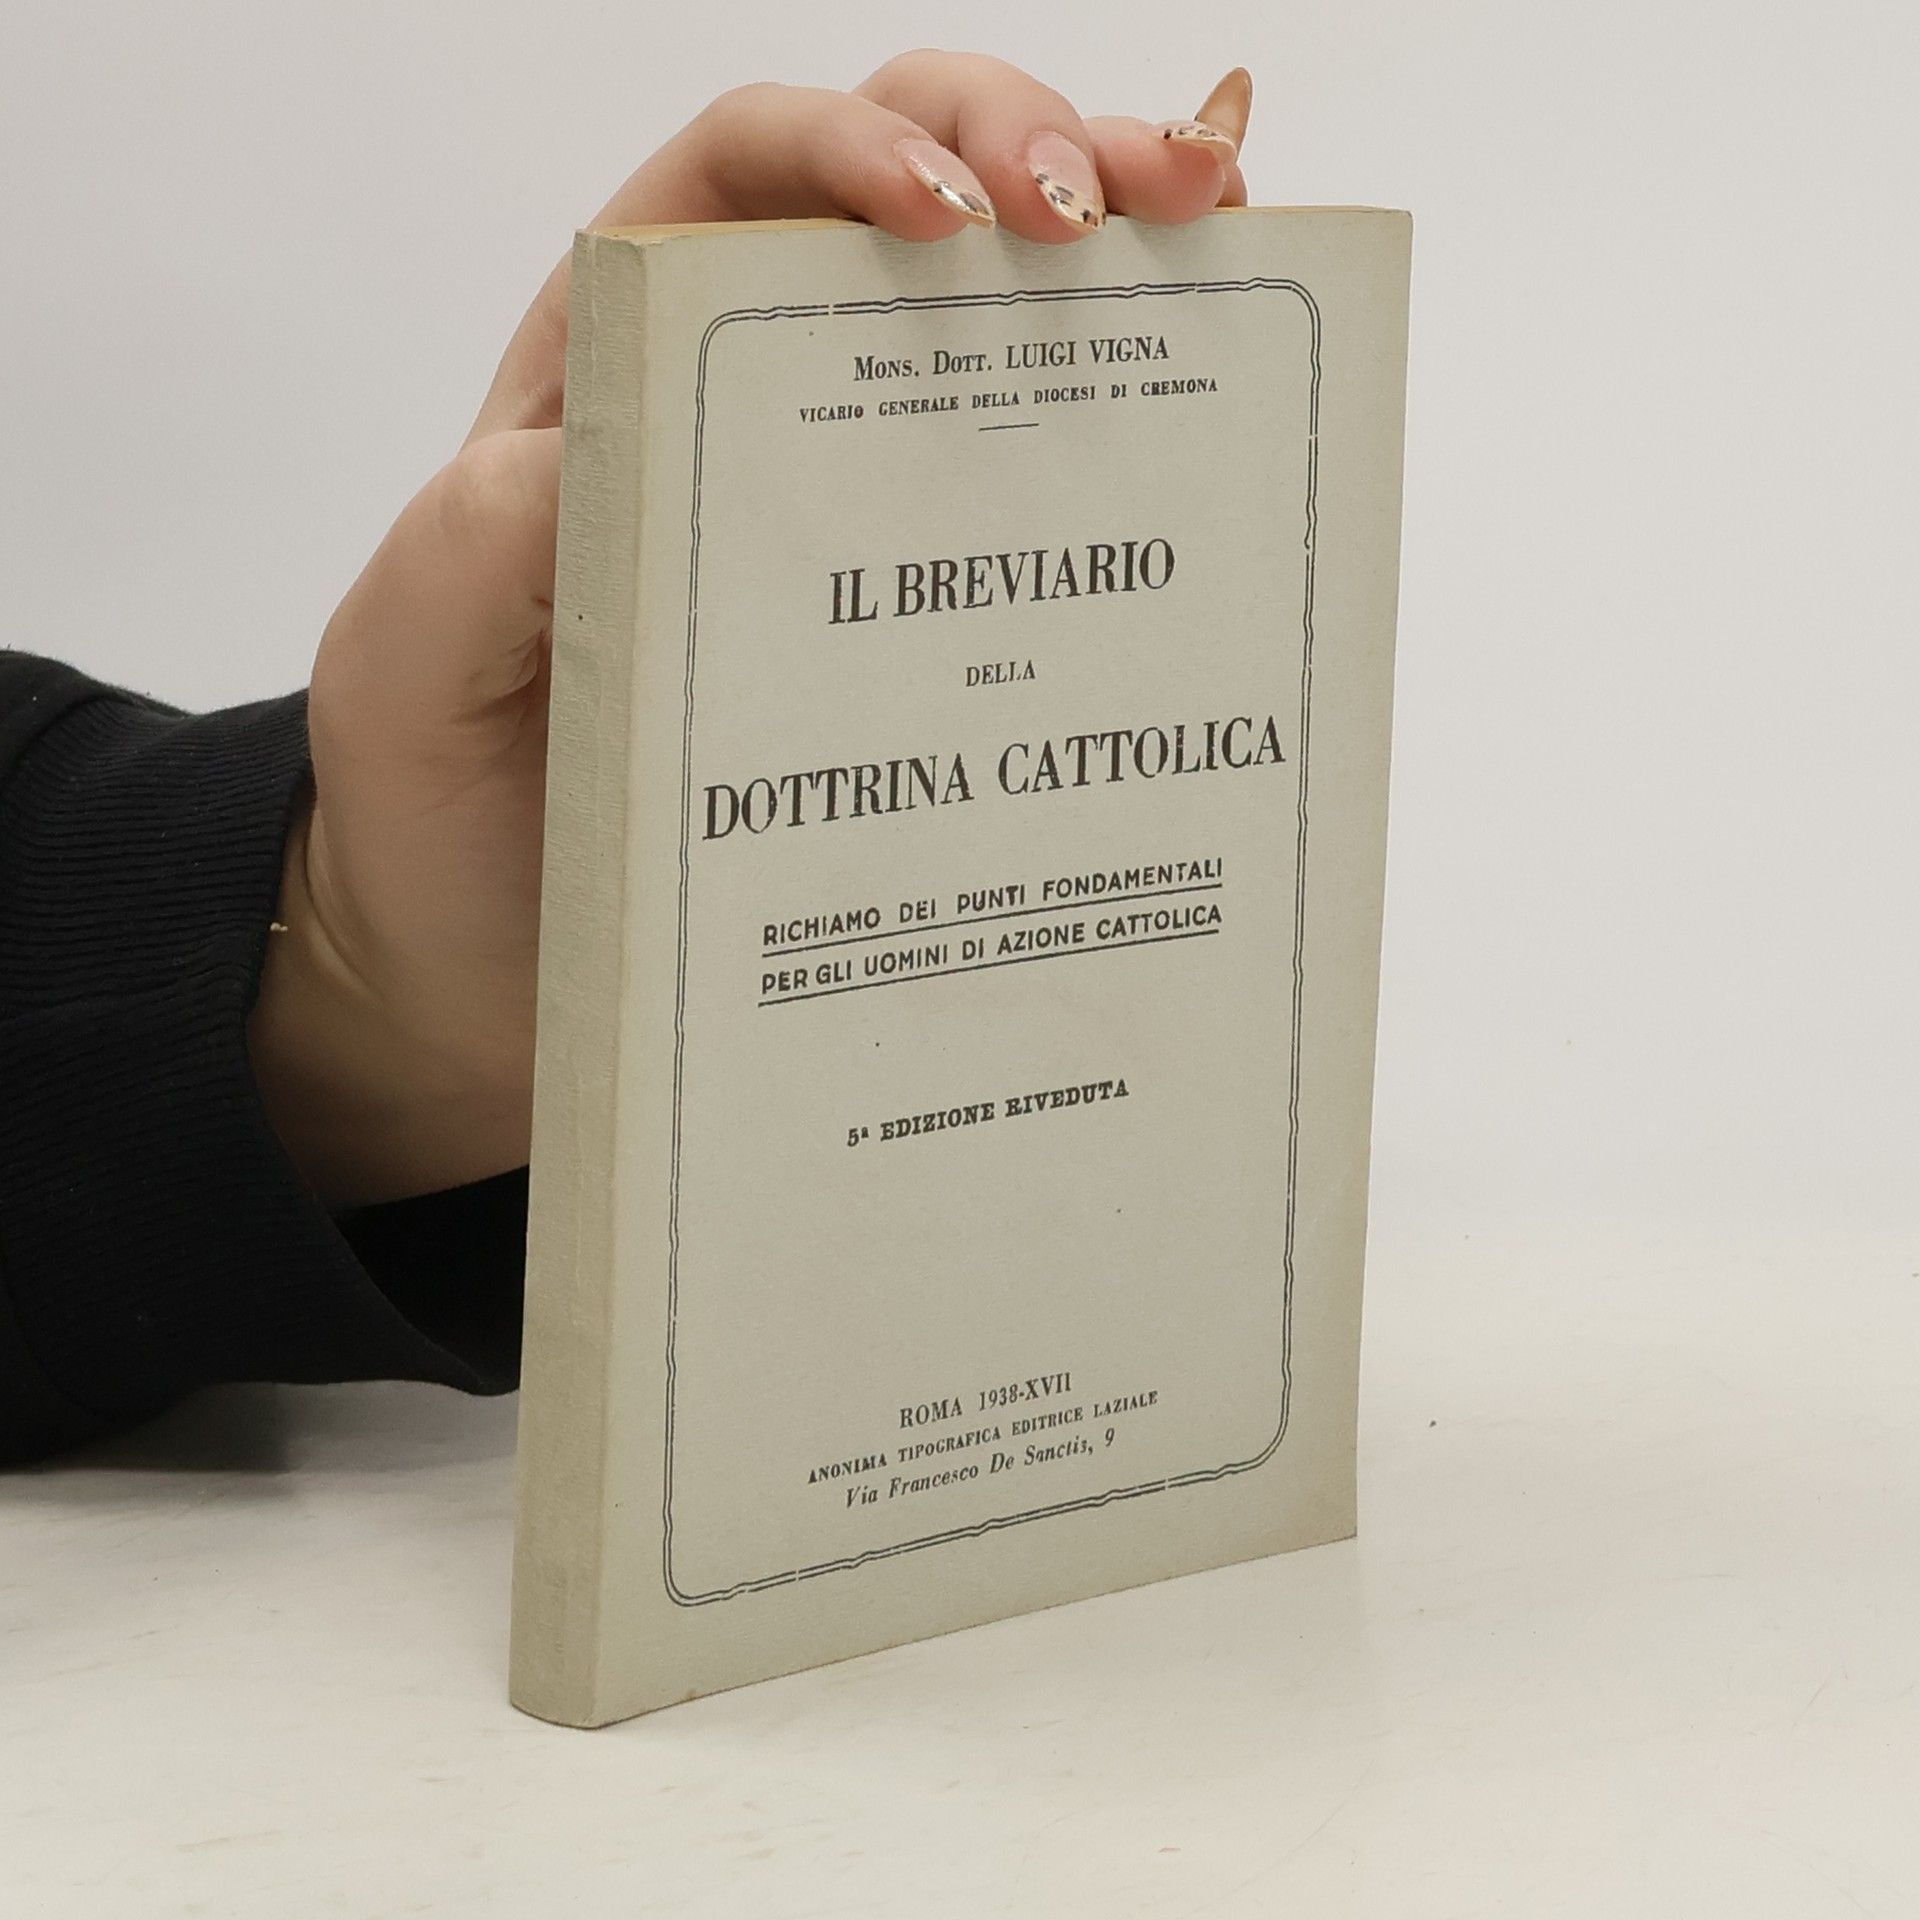 Mons. Dott. LUIGI VIGNA
VICARIO GENERALE DELLA DIOCESI DI CREMONA
IL BREVIARIO
DELLA
DOTTRINA CATTOLICA
RICHIAMO DEI PUNTI FONDAMENTALI
PER GLI UOMINI DI AZIONE CATTOLICA
5ª EDIZIONE RIVEDUTA
ROMA 1938-XVII
ANONIMA TIPOGRAFICA EDITRICE LAZIALE
Via Francesco De Sanctis, 9